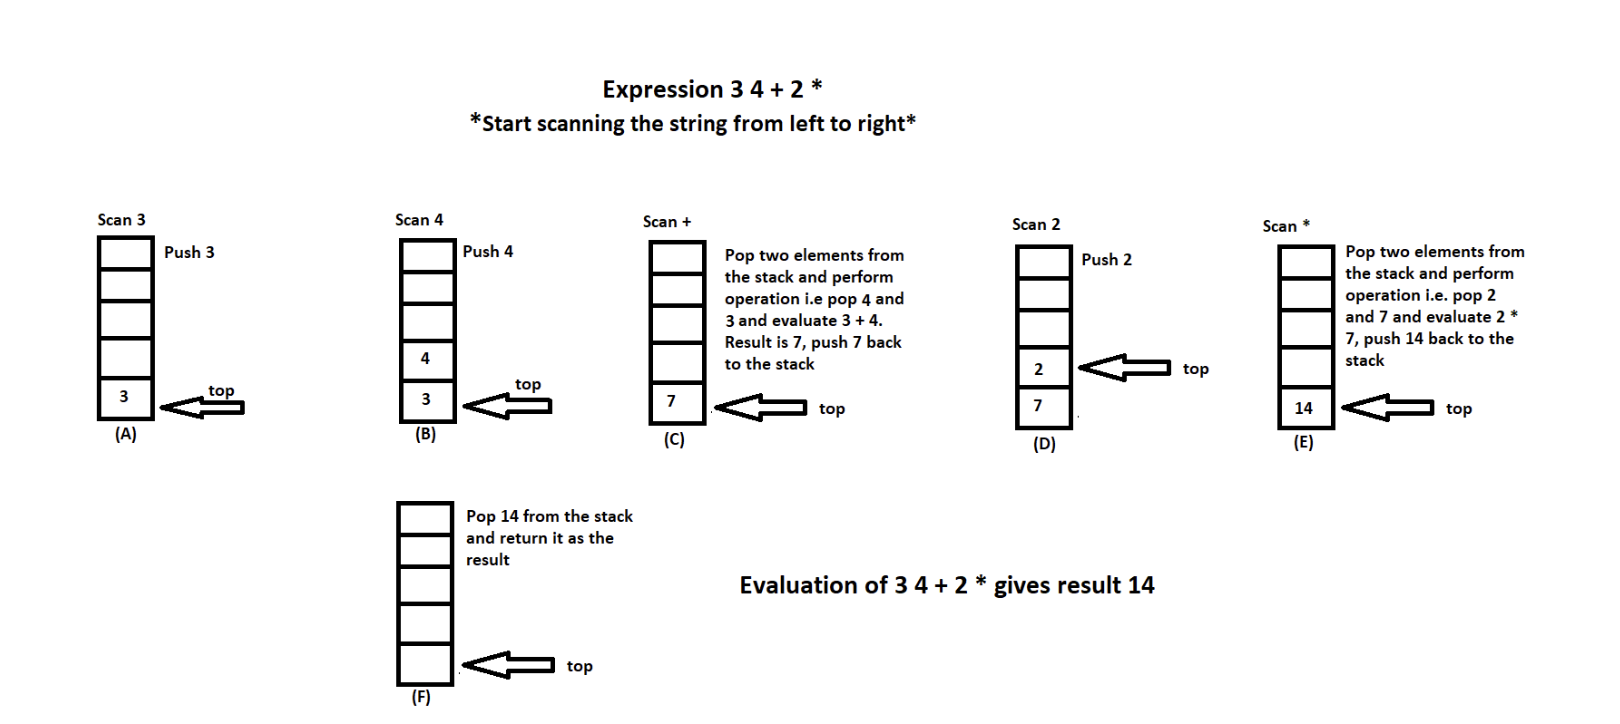 Expression 3 4 + 2 *
*Start scanning the string from left to right*
Scan 3
Push 3
3
top
(A)
Scan 4
Push 4
4
3
top
(B)
Scan +
Pop two elements from
the stack and perform
operation i.e pop 4 and
3 and evaluate 3 + 4.
Result is 7, push 7 back
to the stack
7
top
(C)
Scan 2
Push 2
2
top
7
(D)
Scan *
Pop two elements from
the stack and perform
operation i.e. pop 2
and 7 and evaluate 2 *
7, push 14 back to the
stack
14
top
(E)
Pop 14 from the stack
and return it as the
result
top
(F)
Evaluation of 3 4 + 2 * gives result 14